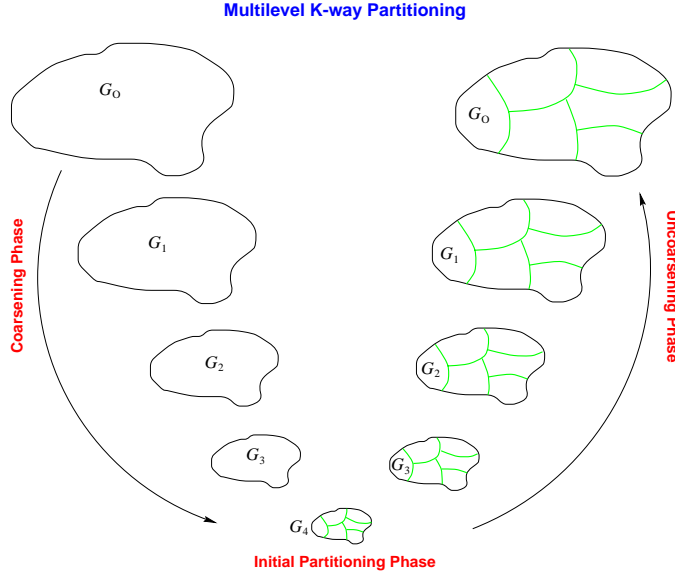 Multilevel K-way Partitioning
G_O
G_O
Coarsening Phase
Uncoarsening Phase
G_1
G_1
G_2
G_2
G_3
G_3
G_4
Initial Partitioning Phase